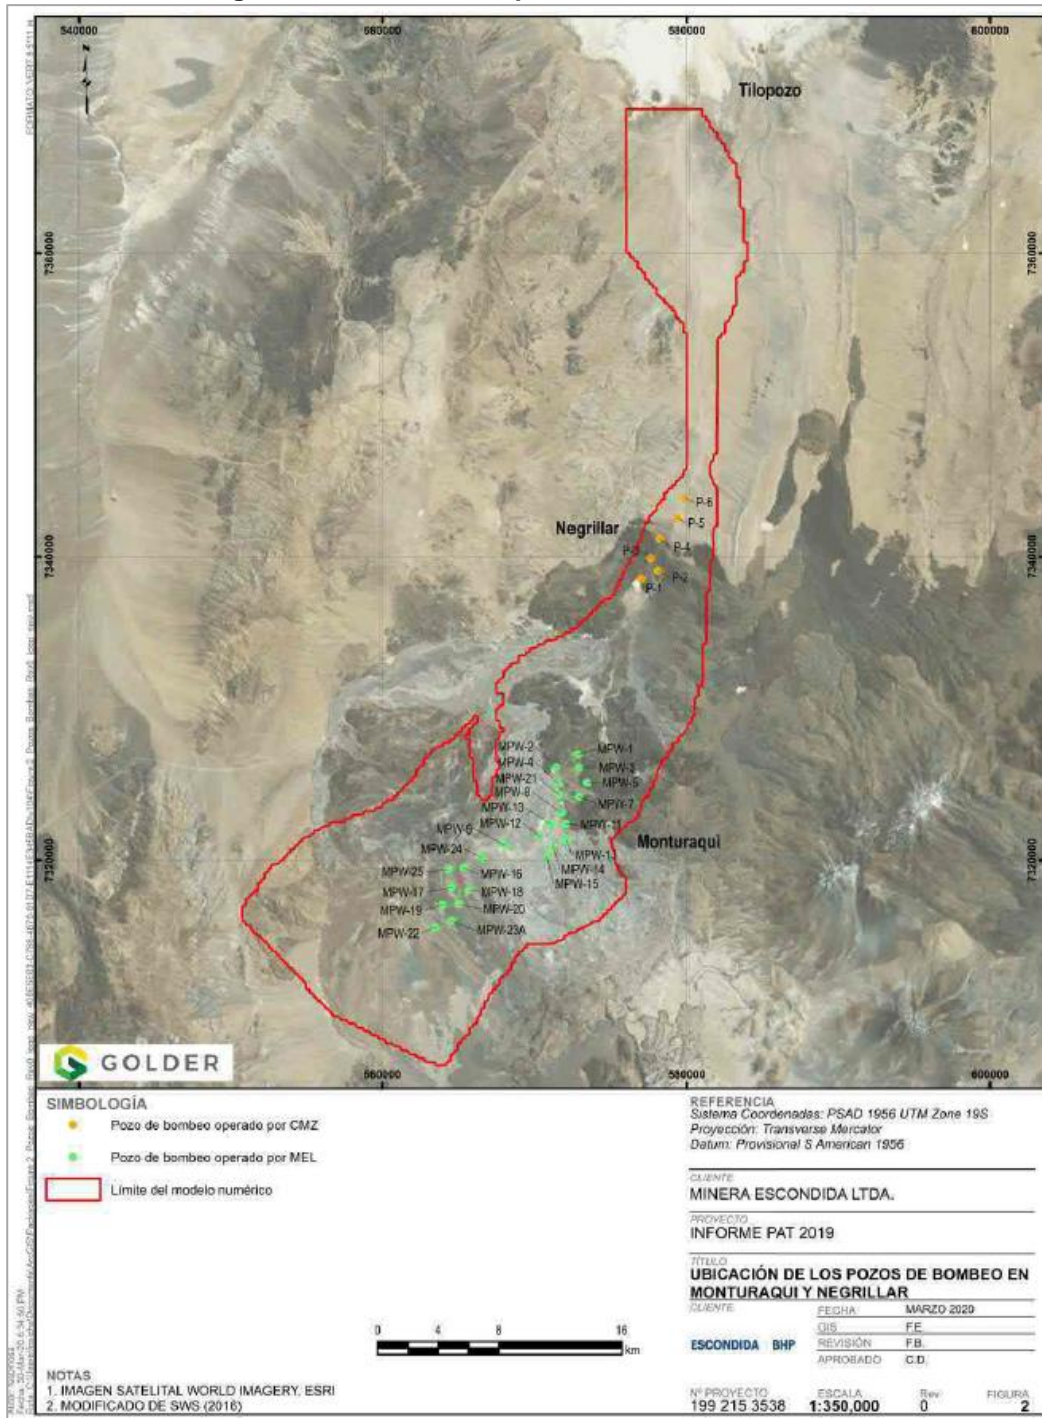 540000
560000
580000
600000
FORMATO VERT 8.5*11 H
Tilopozo
7360000
7360000
Negrillar
P-6
P-5
P-4
P-3
P-2
P-1
7340000
7340000
MPW-2
MPW-1
MPW-4
MPW-3
MPW-21
MPW-5
MPW-8
MPW-7
MPW-13
MPW-12
MPW-11
MPW-9
Monturaqui
MPW-24
MPW-14
MPW-25
MPW-16
MPW-15
MPW-17
MPW-18
MPW-19
MPW-20
MPW-22
MPW-23A
7320000
7320000
GOLDER
560000
580000
600000
SIMBOLOGÍA
Pozo de bombeo operado por CMZ
Pozo de bombeo operado por MEL
Límite del modelo numérico
REFERENCIA
Sistema Coordenadas: PSAD 1956 UTM Zone 19S
Proyección: Transverse Mercator
Datum: Provisional S American 1956
CLIENTE
MINERA ESCONDIDA LTDA.
PROYECTO
INFORME PAT 2019
TÍTULO
UBICACIÓN DE LOS POZOS DE BOMBEO EN
MONTURAQUI Y NEGRILLAR
CLIENTE
FECHA MARZO 2020
GIS F.E.
ESCONDIDA BHP
REVISIÓN F.B.
APROBADO C.D.
0 4 8 16
km
NOTAS
1. IMAGEN SATELITAL WORLD IMAGERY, ESRI
2. MODIFICADO DE SWS (2016)
Nº PROYECTO
199 215 3538
ESCALA
1:350,000
Rev
0
FIGURA
2